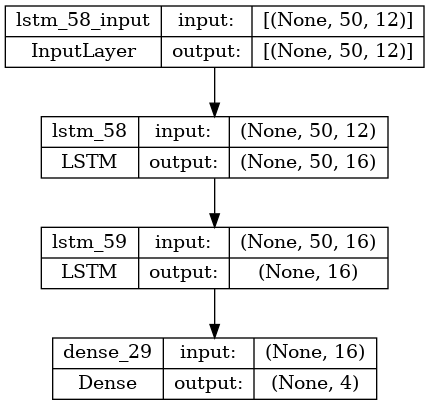 lstm_58_input input: [(None, 50, 12)]
InputLayer output: [(None, 50, 12)]
lstm_58 input: (None, 50, 12)
LSTM output: (None, 50, 16)
lstm_59 input: (None, 50, 16)
LSTM output: (None, 16)
dense_29 input: (None, 16)
Dense output: (None, 4)